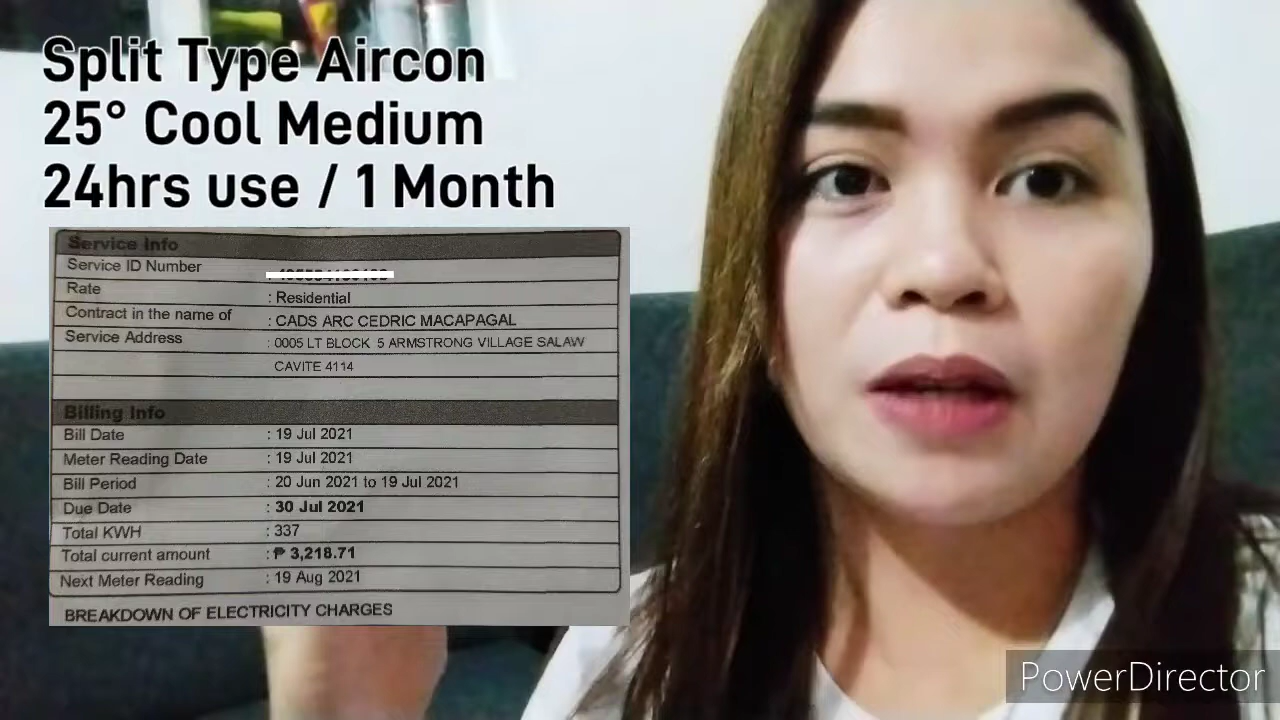 Split Type Aircon
25° Cool Medium
24hrs use / 1 Month
Service Info
Service ID Number
Rate : Residential
Contract in the name of : CADS ARC CEDRIC MACAPAGAL
Service Address : 0005 LT BLOCK 5 ARMSTRONG VILLAGE SALAW
CAVITE 4114
Billing Info
Bill Date : 19 Jul 2021
Meter Reading Date : 19 Jul 2021
Bill Period : 20 Jun 2021 to 19 Jul 2021
Due Date : 30 Jul 2021
Total KWH : 337
Total current amount : ₱ 3,218.71
Next Meter Reading : 19 Aug 2021
BREAKDOWN OF ELECTRICITY CHARGES
PowerDirector